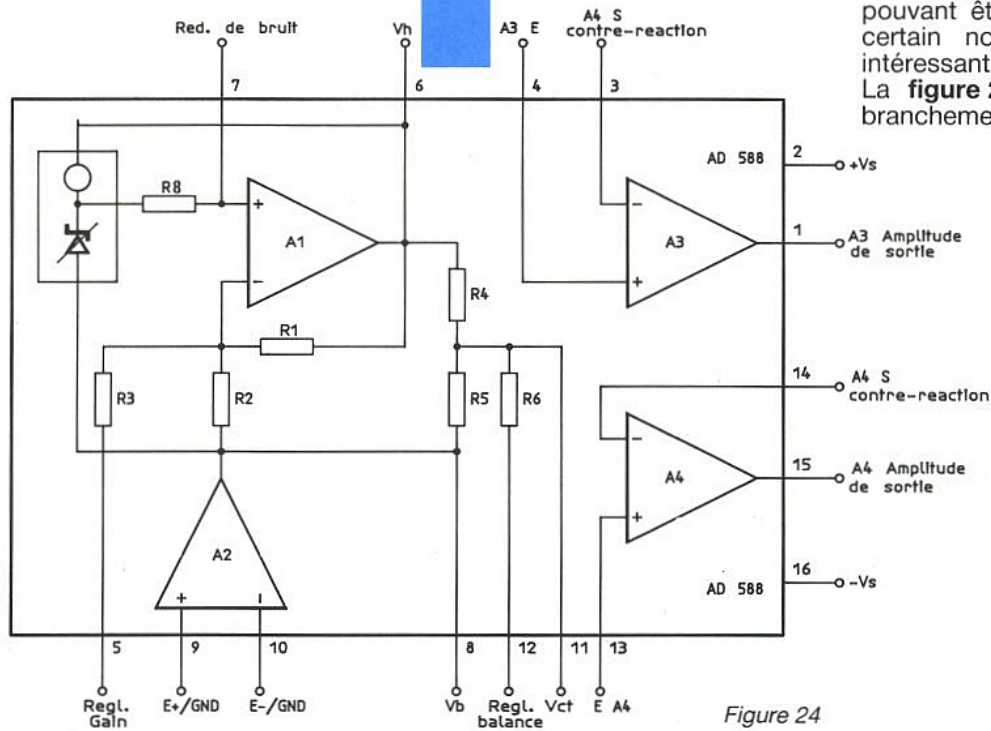 Red. de bruit
Vh
A3 E
A4 S
contre-reaction
pouvant êt
certain no
intéressant
La figure 2
brancheme
7
6
4
3
AD 588
2
+Vs
R8
+
A1
-
A3
-
+
1
A3 Amplitude
de sortie
R4
R1
R3
R2
R5
R6
14
A4 S
contre-reaction
-
A4
+
15
A4 Amplitude
de sortie
A2
+
-
AD 588
16
-Vs
5
9
10
8
12
11
13
Regl.
Gain
E+/GND
E-/GND
Vb
Regl.
balance
Vct
E A4
Figure 24